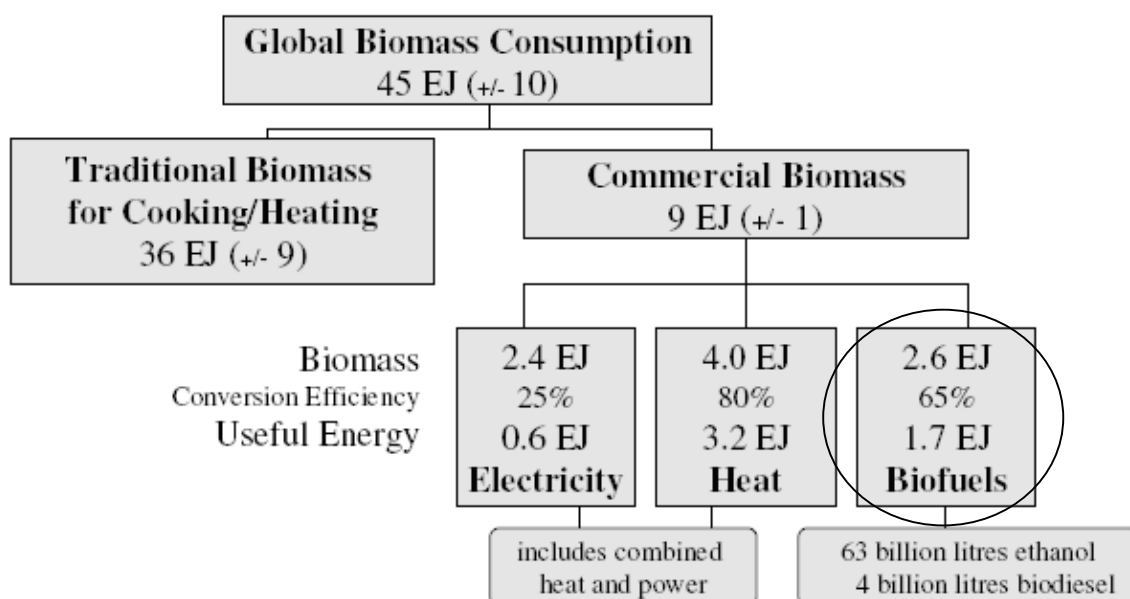 Global Biomass Consumption
45 EJ (+/- 10)
Traditional Biomass
for Cooking/Heating
36 EJ (+/- 9)
Commercial Biomass
9 EJ (+/- 1)
Biomass 2.4 EJ 4.0 EJ 2.6 EJ
Conversion Efficiency 25% 80% 65%
Useful Energy 0.6 EJ 3.2 EJ 1.7 EJ
Electricity Heat Biofuels
includes combined
heat and power
63 billion litres ethanol
4 billion litres biodiesel